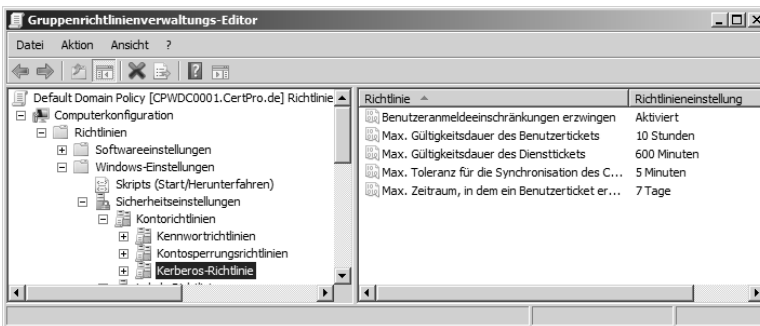 Gruppenrichtlinienverwaltungs-Editor
Datei Aktion Ansicht ?
Default Domain Policy [CPWDC0001.CertPro.de] Richtlinie
Computerkonfiguration
Richtlinien
Softwareeinstellungen
Windows-Einstellungen
Skripts (Start/Herunterfahren)
Sicherheitseinstellungen
Kontorichtlinien
Kennwortrichtlinien
Kontosperrungsrichtlinien
Kerberos-Richtlinie
Richtlinie Richtlinieneinstellung
Benutzeranmeldeeinschränkungen erzwingen Aktiviert
Max. Gültigkeitsdauer des Benutzertickets 10 Stunden
Max. Gültigkeitsdauer des Diensttickets 600 Minuten
Max. Toleranz für die Synchronisation des C... 5 Minuten
Max. Zeitraum, in dem ein Benutzerticket er... 7 Tage